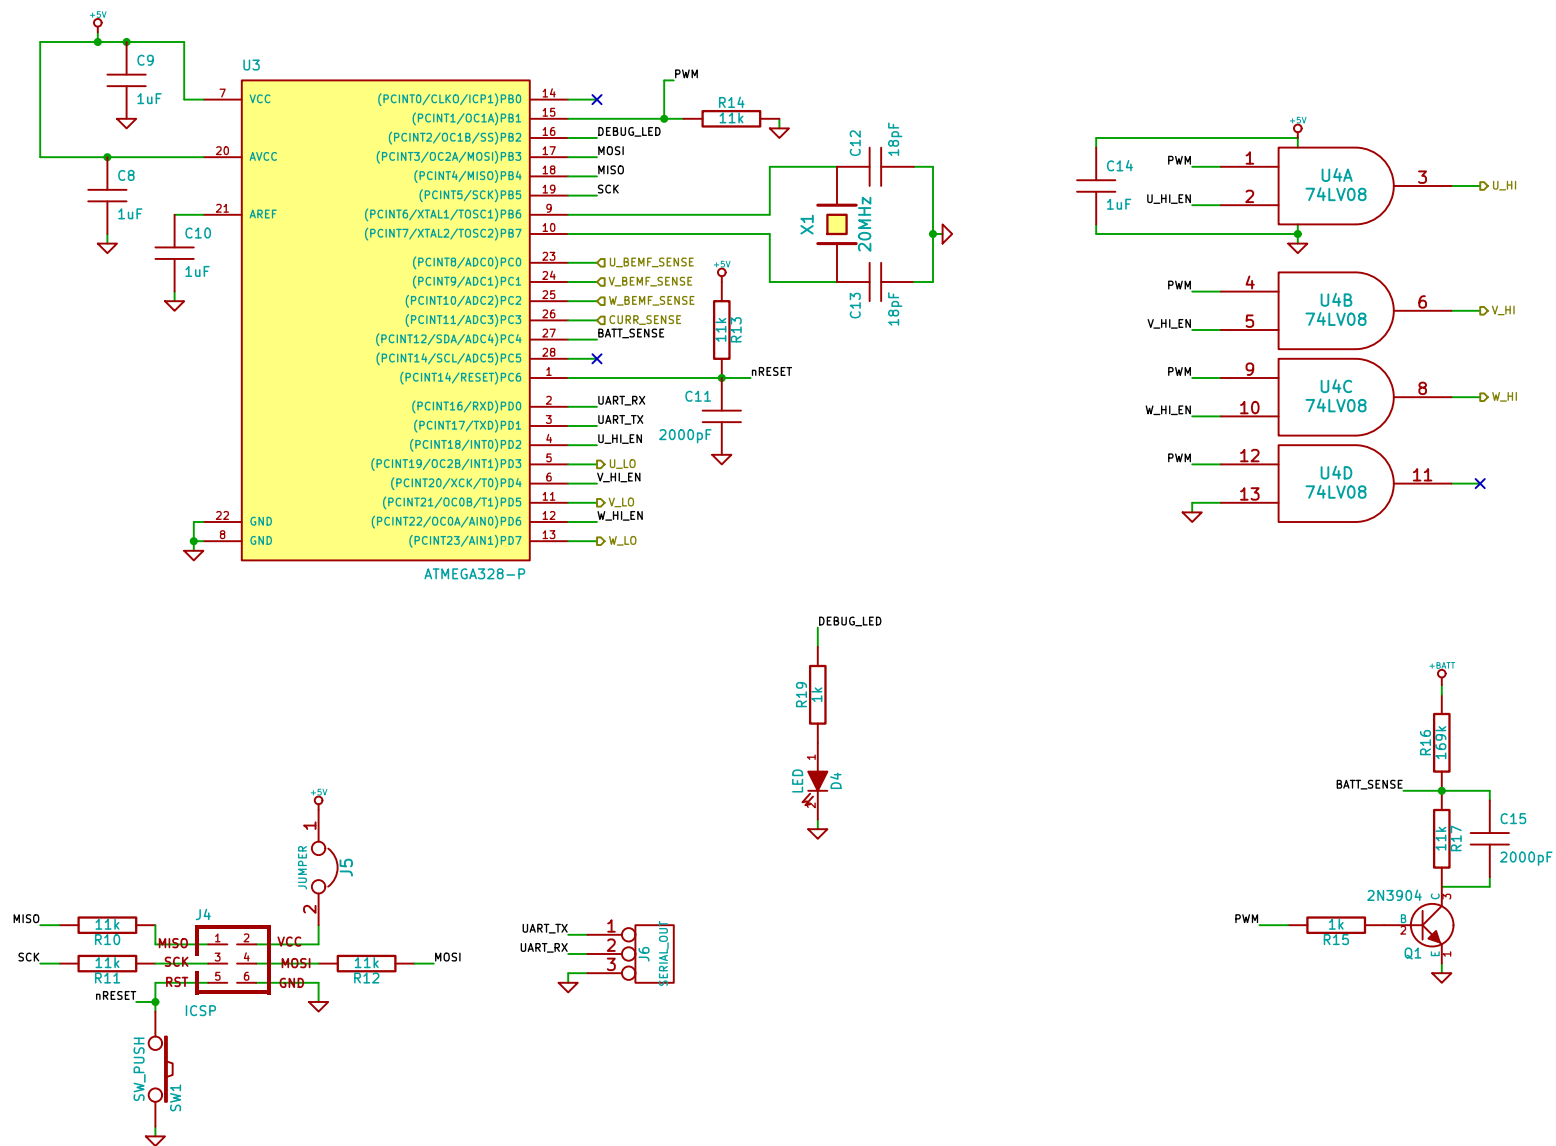 +5V
C9
1uF
C8
1uF
C10
1uF
U3
7 VCC
20 AVCC
21 AREF
22 GND
8 GND
(PCINT0/CLKO/ICP1)PB0 14
(PCINT1/OC1A)PB1 15
(PCINT2/OC1B/SS)PB2 16 DEBUG_LED
(PCINT3/OC2A/MOSI)PB3 17 MOSI
(PCINT4/MISO)PB4 18 MISO
(PCINT5/SCK)PB5 19 SCK
(PCINT6/XTAL1/TOSC1)PB6 9
(PCINT7/XTAL2/TOSC2)PB7 10
(PCINT8/ADC0)PC0 23 U_BEMF_SENSE
(PCINT9/ADC1)PC1 24 V_BEMF_SENSE
(PCINT10/ADC2)PC2 25 W_BEMF_SENSE
(PCINT11/ADC3)PC3 26 CURR_SENSE
(PCINT12/SDA/ADC4)PC4 27 BATT_SENSE
(PCINT14/SCL/ADC5)PC5 28
(PCINT14/RESET)PC6 1 nRESET
(PCINT16/RXD)PD0 2 UART_RX
(PCINT17/TXD)PD1 3 UART_TX
(PCINT18/INT0)PD2 4 U_HI_EN
(PCINT19/OC2B/INT1)PD3 5 U_LO
(PCINT20/XCK/T0)PD4 6 V_HI_EN
(PCINT21/OC0B/T1)PD5 11 V_LO
(PCINT22/OC0A/AIN0)PD6 12 W_HI_EN
(PCINT23/AIN1)PD7 13 W_LO
ATMEGA328-P
PWM
R14
11k
C12
18pF
X1
20MHz
C13
18pF
+5V
11k
R13
C11
2000pF
+5V
C14
1uF
PWM 1
U_HI_EN 2
U4A
74LV08
3 U_HI
PWM 4
V_HI_EN 5
U4B
74LV08
6 V_HI
PWM 9
W_HI_EN 10
U4C
74LV08
8 W_HI
PWM 12
13
U4D
74LV08
11
DEBUG_LED
R19
1k
1
LED
D4
2
+BATT
R16
169k
BATT_SENSE
11k
R17
C15
2000pF
2N3904
C
3
PWM
1k
R15
B
2
Q1
E
1
+5V
1
JUMPER
J5
2
J4
MISO
11k
R10
MISO 1 2 VCC
SCK
11k
R11
SCK 3 4 MOSI
11k
R12
MOSI
RST 5 6 GND
nRESET
ICSP
SW_PUSH
SW1
UART_TX 1
UART_RX 2
3
J6
SERIAL_OUT